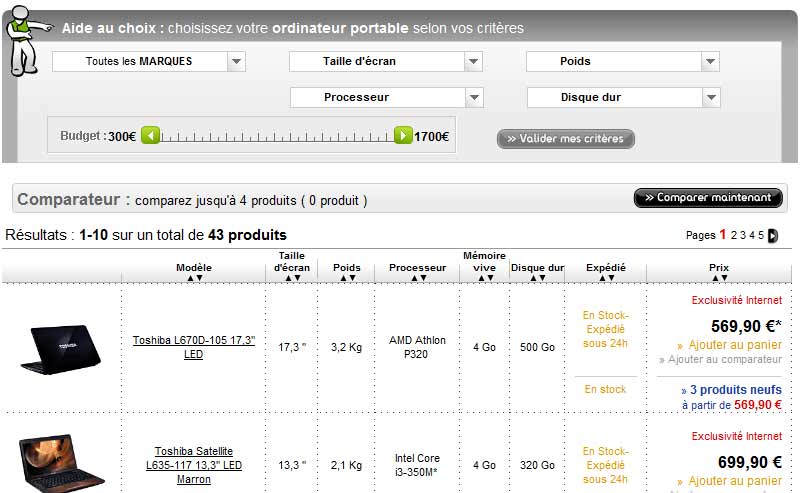 Aide au choix : choisissez votre ordinateur portable selon vos critères
Toutes les MARQUES Taille d'écran Poids
Processeur Disque dur
Budget : 300€ 1700€ » Valider mes critères
Comparateur : comparez jusqu'à 4 produits ( 0 produit ) » Comparer maintenant
Résultats : 1-10 sur un total de 43 produits Pages 1 2 3 4 5
Modèle Taille d'écran Poids Processeur Mémoire vive Disque dur Expédié Prix
Exclusivité Internet
Toshiba L670D-105 17,3" LED 17,3 " 3,2 Kg AMD Athlon P320 4 Go 500 Go En Stock- Expédié sous 24h 569,90 €*
» Ajouter au panier
» Ajouter au comparateur
En stock » 3 produits neufs
à partir de 569,90 €
Exclusivité Internet
Toshiba Satellite L635-117 13,3" LED Marron 13,3 " 2,1 Kg Intel Core i3-350M* 4 Go 320 Go En Stock- Expédié sous 24h 699,90 €
» Ajouter au panier